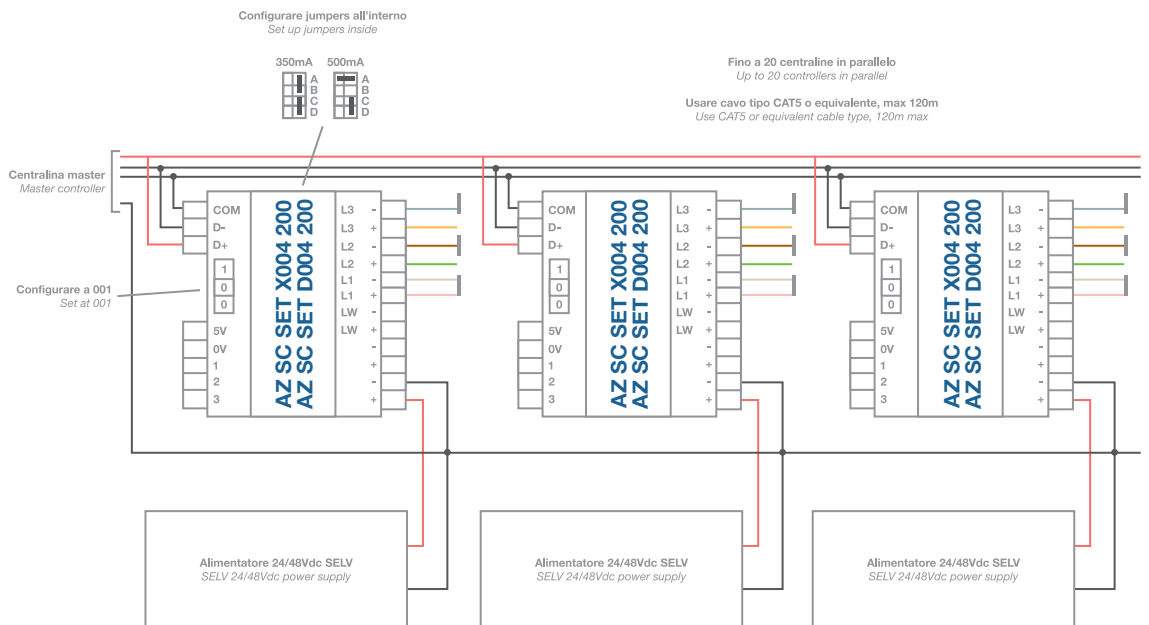 Configurare jumpers all'interno
Set up jumpers inside
350mA 500mA
A A
B B
C C
D D
Fino a 20 centraline in parallelo
Up to 20 controllers in parallel
Usare cavo tipo CAT5 o equivalente, max 120m
Use CAT5 or equivalent cable type, 120m max
Centralina master
Master controller
Configurare a 001
Set at 001
COM
D-
D+
1
0
0
5V
0V
1
2
3
AZ SC SET X004 200
AZ SC SET D004 200
L3 -
L3 +
L2 -
L2 +
L1 -
L1 +
LW -
LW +
-
+
-
+
COM
D-
D+
1
0
0
5V
0V
1
2
3
AZ SC SET X004 200
AZ SC SET D004 200
L3 -
L3 +
L2 -
L2 +
L1 -
L1 +
LW -
LW +
-
+
-
+
COM
D-
D+
1
0
0
5V
0V
1
2
3
AZ SC SET X004 200
AZ SC SET D004 200
L3 -
L3 +
L2 -
L2 +
L1 -
L1 +
LW -
LW +
-
+
-
+
Alimentatore 24/48Vdc SELV
SELV 24/48Vdc power supply
Alimentatore 24/48Vdc SELV
SELV 24/48Vdc power supply
Alimentatore 24/48Vdc SELV
SELV 24/48Vdc power supply